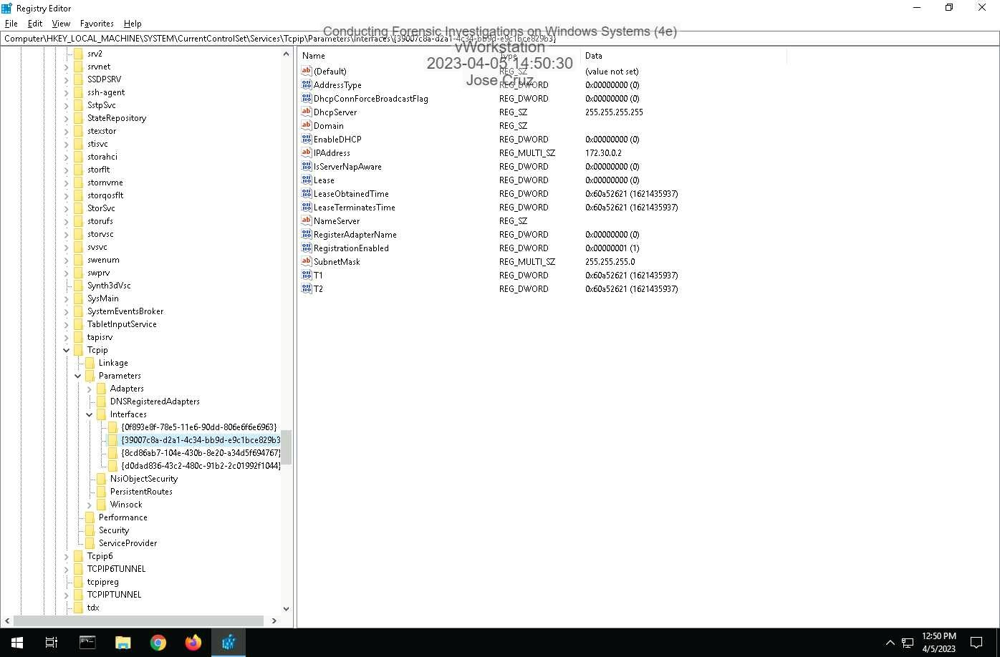 Registry Editor
File Edit View Favorites Help
Conducting Forensic Investigations on Windows Systems (4e)
Computer\HKEY_LOCAL_MACHINE\SYSTEM\CurrentControlSet\Services\Tcpip\Parameters\Interfaces\{39007c8a-d2a1-4c34-bb9d-e9c1bce829b3}
vWorkstation
2023-04-05 14:50:30
Jose Cruz
srv2
srvnet
SSDPSRV
ssh-agent
SstpSvc
StateRepository
stexstor
stisvc
storahci
storflt
stornvme
storqosflt
StorSvc
storufs
storvsc
svsvc
swenum
swprv
Synth3dVsc
SysMain
SystemEventsBroker
TabletInputService
tapisrv
Tcpip
Linkage
Parameters
Adapters
DNSRegisteredAdapters
Interfaces
{0f893e8f-78e5-11e6-90dd-806e6f6e6963}
{39007c8a-d2a1-4c34-bb9d-e9c1bce829b3
{8cd86ab7-104e-430b-8e20-a34d5f694767}
{d0dad836-43c2-480c-91b2-2c01992f1044}
NsiObjectSecurity
PersistentRoutes
Winsock
Performance
Security
ServiceProvider
Tcpip6
TCPIP6TUNNEL
tcpipreg
TCPIPTUNNEL
tdx
Name Type Data
(Default) REG_SZ (value not set)
AddressType REG_DWORD 0x00000000 (0)
DhcpConnForceBroadcastFlag REG_DWORD 0x00000000 (0)
DhcpServer REG_SZ 255.255.255.255
Domain REG_SZ
EnableDHCP REG_DWORD 0x00000000 (0)
IPAddress REG_MULTI_SZ 172.30.0.2
IsServerNapAware REG_DWORD 0x00000000 (0)
Lease REG_DWORD 0x00000000 (0)
LeaseObtainedTime REG_DWORD 0x60a52621 (1621435937)
LeaseTerminatesTime REG_DWORD 0x60a52621 (1621435937)
NameServer REG_SZ
RegisterAdapterName REG_DWORD 0x00000000 (0)
RegistrationEnabled REG_DWORD 0x00000001 (1)
SubnetMask REG_MULTI_SZ 255.255.255.0
T1 REG_DWORD 0x60a52621 (1621435937)
T2 REG_DWORD 0x60a52621 (1621435937)
12:50 PM
4/5/2023